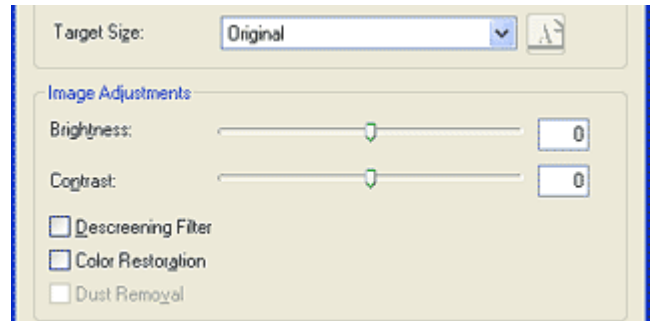 Target Size: Original
Image Adjustments
Brightness: 0
Contrast: 0
Descreening Filter
Color Restoration
Dust Removal